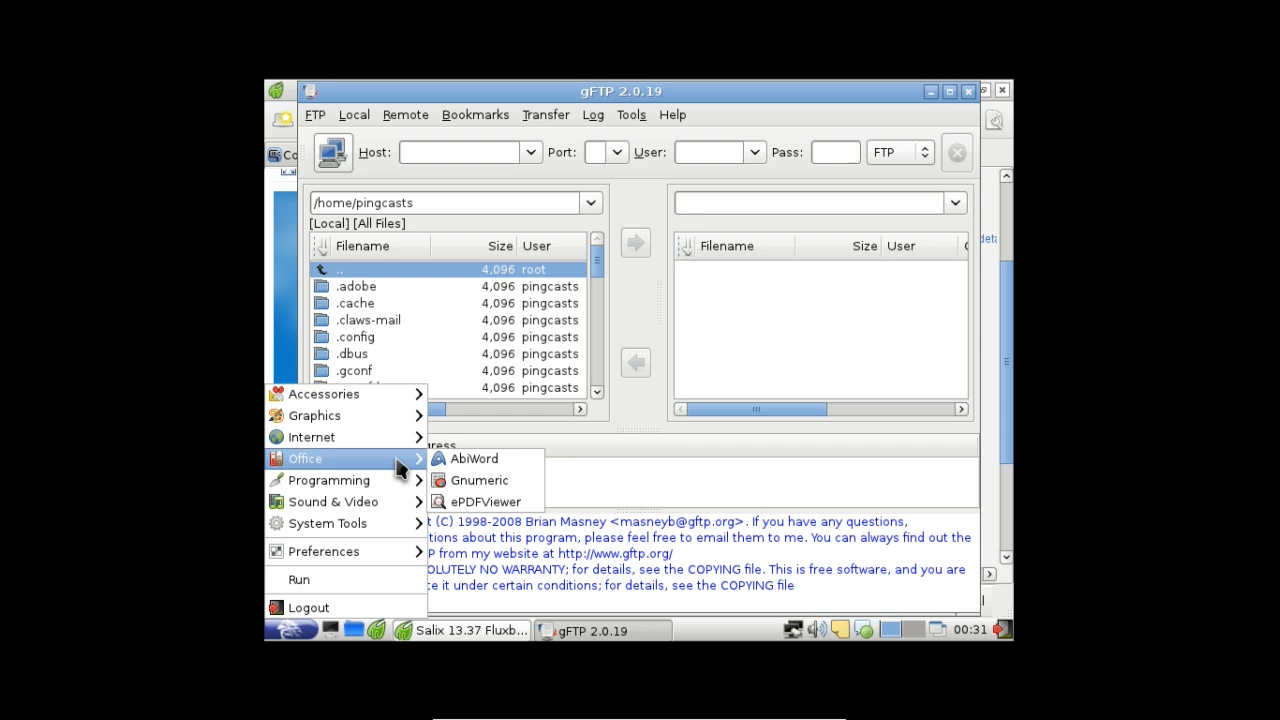 gFTP 2.0.19
FTP Local Remote Bookmarks Transfer Log Tools Help
Co
Host: Port: User: Pass: FTP
/home/pingcasts
[Local] [All Files]
Filename Size User
Filename Size User
.. 4,096 root
.adobe 4,096 pingcasts
.cache 4,096 pingcasts
.claws-mail 4,096 pingcasts
.config 4,096 pingcasts
.dbus 4,096 pingcasts
.gconf 4,096 pingcasts
4,096 pingcasts
deta
Accessories
Graphics
Internet
Office
Programming
Sound & Video
System Tools
Preferences
Run
Logout
AbiWord
Gnumeric
ePDFViewer
ress
t (C) 1998-2008 Brian Masney <masneyb@gftp.org>. If you have any questions,
tions about this program, please feel free to email them to me. You can always find out the
P from my website at http://www.gftp.org/
OLUTELY NO WARRANTY; for details, see the COPYING file. This is free software, and you are
te it under certain conditions; for details, see the COPYING file
Salix 13.37 Fluxb...
gFTP 2.0.19
00:31